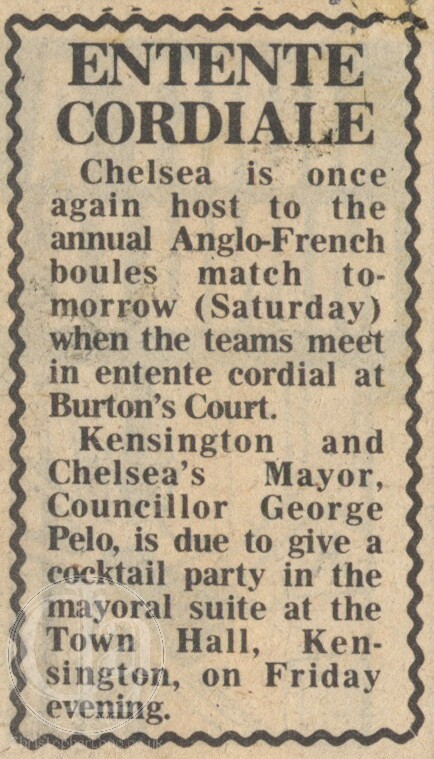 ENTENTE
CORDIALE
Chelsea is once
again host to the
annual Anglo-French
boules match to-
morrow (Saturday)
when the teams meet
in entente cordial at
Burton's Court.
Kensington and
Chelsea's Mayor,
Councillor George
Pelo, is due to give a
cocktail party in the
mayoral suite at the
Town Hall, Ken-
sington, on Friday
evening.